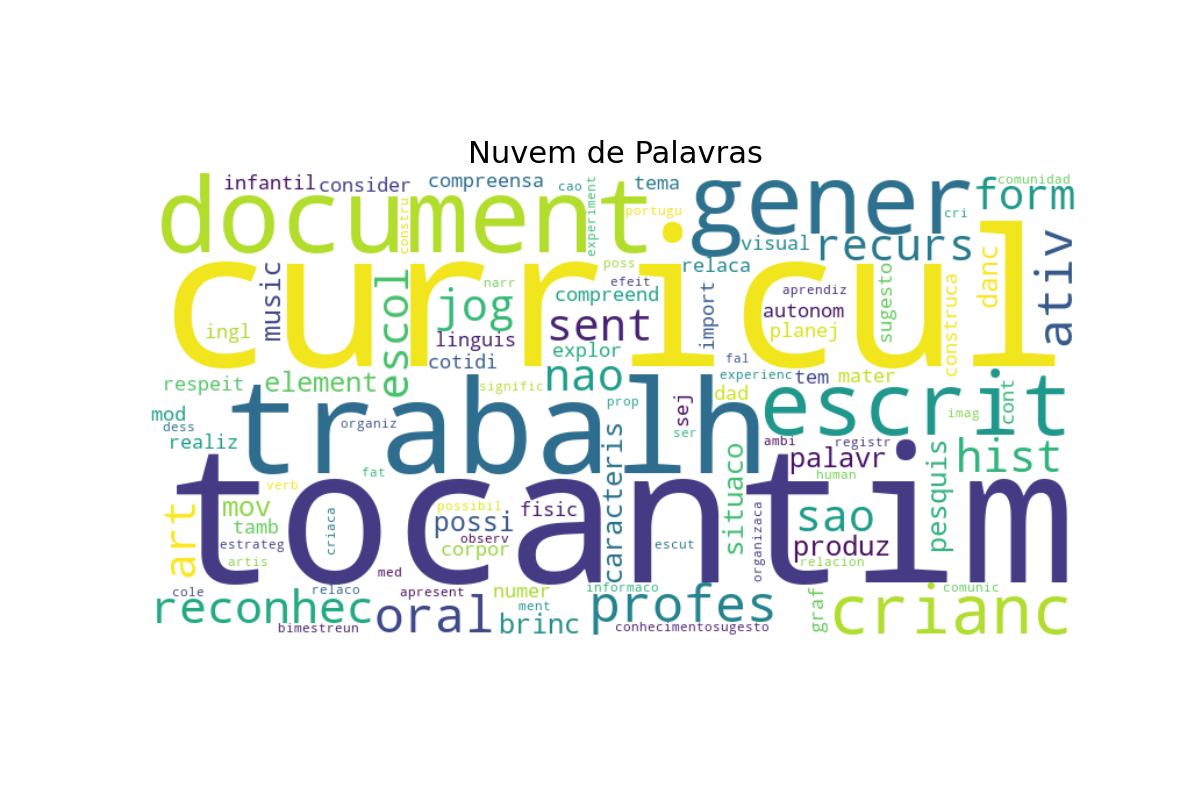 Nuvem de Palavras
infantil
consider
compreensa
cao
experiment
tema
portugu
constru
document
gener
cri
comunidad
form
visual
recurs
relaca
curricul
music
escol
ingl
jog
narr
poss
efeit
compreend
sent
linguis
cotidi
explor
import
aprendiz
autonom
planej
sugesto
construca
danc
ativ
respeit
element
signific
nao
fal
experienc
tem
mater
dad
prop
sej
ser
imag
cont
escrit
mod
dess
realiz
organiz
trabalh
caracteris
situaco
ambi
registr
palavr
human
hist
pesquis
fat
verb
tocantim
art
mov
tamb
estrateg
artis
criaca
possibil
possi
observ
corpor
fisic
escut
organizaca
sao
produz
relacion
med
cole
relaco
apresent
numer
informaco
comunic
reconhec
oral
ment
brinc
profes
graf
crianc
bimestreun
conhecimentosugesto